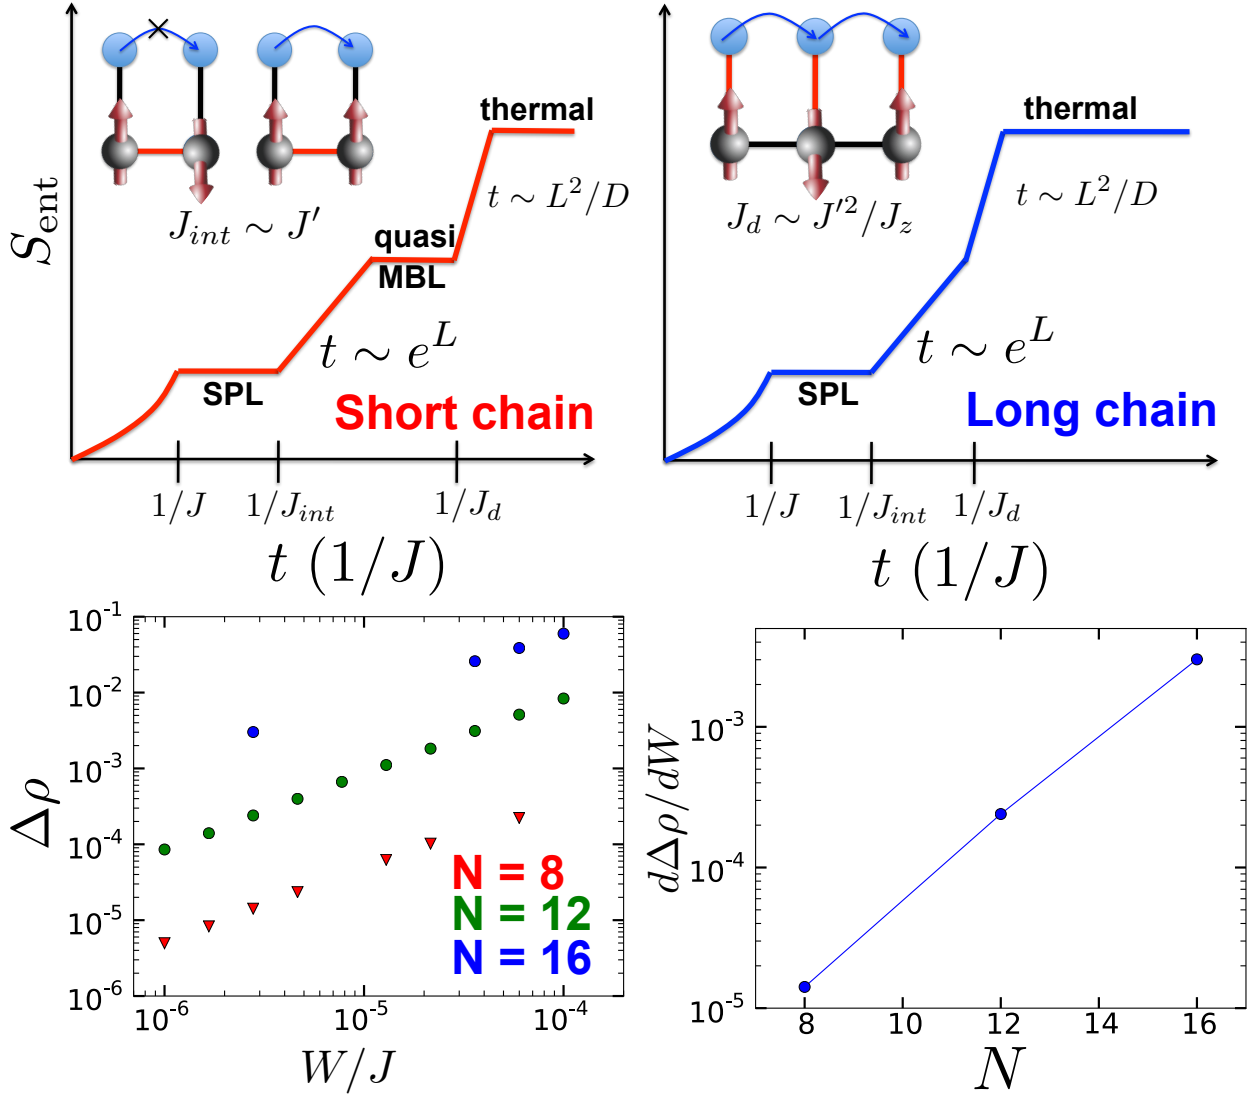 S_ent
thermal
t ~ L²/D
J_int ~ J′
quasi
MBL
t ~ e^L
SPL
Short chain
1/J
1/J_int
1/J_d
t (1/J)
thermal
t ~ L²/D
J_d ~ J′²/J_z
t ~ e^L
SPL
Long chain
1/J
1/J_int
1/J_d
t (1/J)
Δρ
10⁻¹
10⁻²
10⁻³
10⁻⁴
10⁻⁵
10⁻⁶
N = 8
N = 12
N = 16
10⁻⁶ 10⁻⁵ 10⁻⁴
W/J
dΔρ/dW
10⁻³
10⁻⁴
10⁻⁵
8 10 12 14 16
N